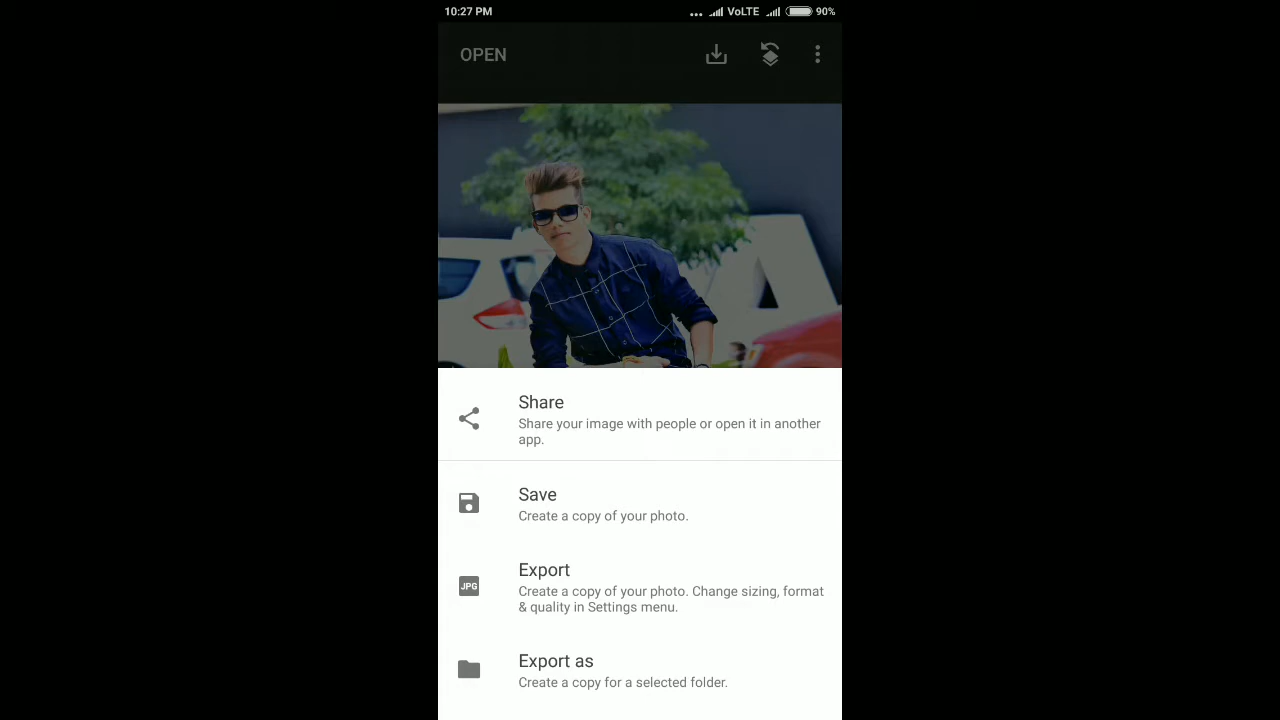 10:27 PM ... VoLTE 90%
OPEN
Share
Share your image with people or open it in another
app.
Save
Create a copy of your photo.
JPG
Export
Create a copy of your photo. Change sizing, format
& quality in Settings menu.
Export as
Create a copy for a selected folder.